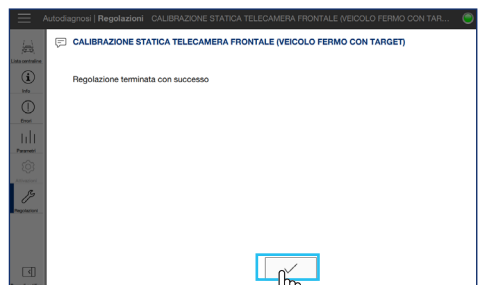 Autodiagnosi | Regolazioni CALIBRAZIONE STATICA TELECAMERA FRONTALE (VEICOLO FERMO CON TAR...
CALIBRAZIONE STATICA TELECAMERA FRONTALE (VEICOLO FERMO CON TARGET)
Lista centraline
Info
Regolazione terminata con successo
Errori
Parametri
Regolazioni